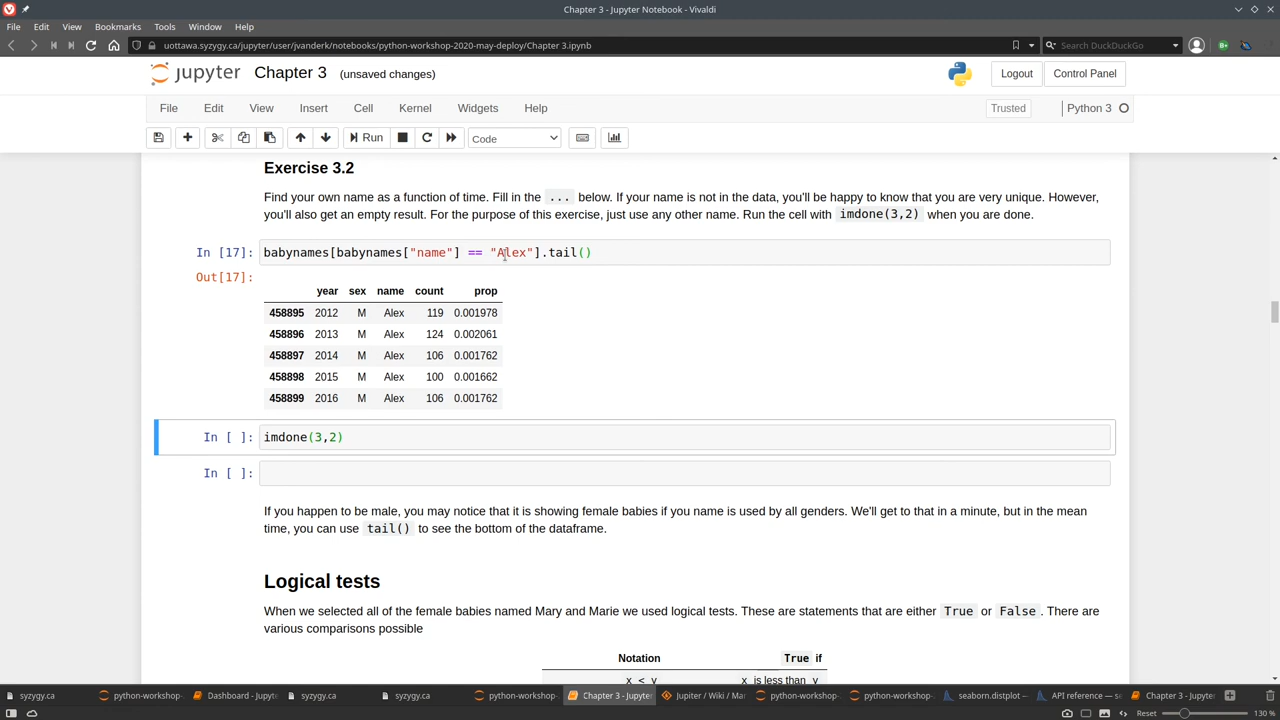 Chapter 3 - Jupyter Notebook - Vivaldi
File Edit View Bookmarks Tools Window Help
uottawa.syzygy.ca/jupyter/user/jvanderk/notebooks/python-workshop-2020-may-deploy/Chapter 3.ipynb
Search DuckDuckGo
jupyter Chapter 3 (unsaved changes)
Logout Control Panel
File Edit View Insert Cell Kernel Widgets Help
Trusted Python 3
Run Code
Exercise 3.2
Find your own name as a function of time. Fill in the ... below. If your name is not in the data, you'll be happy to know that you are very unique. However,
you'll also get an empty result. For the purpose of this exercise, just use any other name. Run the cell with imdone(3,2) when you are done.
In [17]: babynames[babynames["name"] == "Alex"].tail()
Out[17]:
year sex name count prop
458895 2012 M Alex 119 0.001978
458896 2013 M Alex 124 0.002061
458897 2014 M Alex 106 0.001762
458898 2015 M Alex 100 0.001662
458899 2016 M Alex 106 0.001762
In [ ]: imdone(3,2)
In [ ]:
If you happen to be male, you may notice that it is showing female babies if you name is used by all genders. We'll get to that in a minute, but in the mean
time, you can use tail() to see the bottom of the dataframe.
Logical tests
When we selected all of the female babies named Mary and Marie we used logical tests. These are statements that are either True or False . There are
various comparisons possible
Notation True if
x < y x is less than y
syzygy.ca python-workshop- Dashboard - Jupyte syzygy.ca syzygy.ca python-workshop- Chapter 3 - Jupyter Jupiter / Wiki / Ma python-workshop- python-workshop- seaborn.distplot — API reference — se Chapter 3 - Jupyter
Reset 130 %